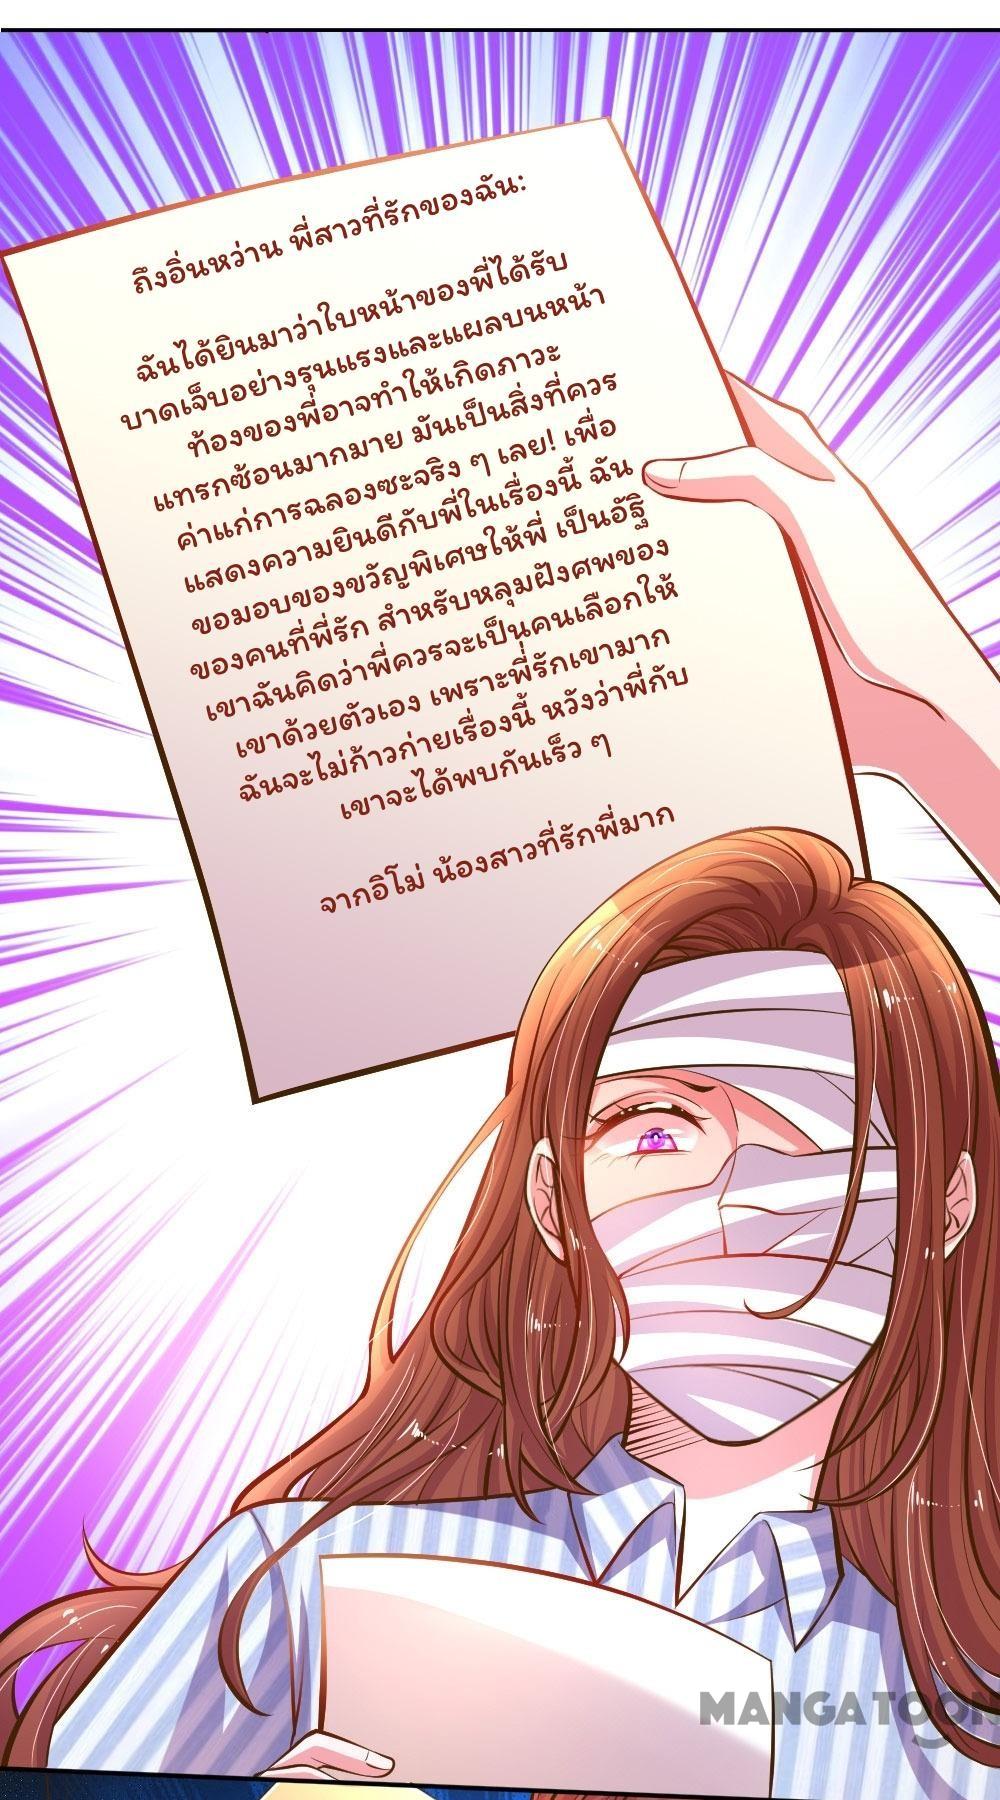 ถึงอิ่นหว่าน พี่สาวที่รักของฉัน:
ฉันได้ยินมาว่าใบหน้าของพี่ได้รับ
บาดเจ็บอย่างรุนแรงและแผลบนหน้า
ท้องของพี่อาจทำให้เกิดภาวะ
แทรกซ้อนมากมาย มันเป็นสิ่งที่ควร
ค่าแก่การฉลองซะจริง ๆ เลย! เพื่อ
แสดงความยินดีกับพี่ในเรื่องนี้ ฉัน
ขอมอบของขวัญพิเศษให้พี่ เป็นอัฐิ
ของคนที่พี่รัก สำหรับหลุมฝังศพของ
เขาฉันคิดว่าพี่ควรจะเป็นคนเลือกให้
เขาด้วยตัวเอง เพราะพี่รักเขามาก
ฉันจะไม่ก้าวก่ายเรื่องนี้ หวังว่าพี่กับ
เขาจะได้พบกันเร็ว ๆ
จากอิโม่ น้องสาวที่รักพี่มาก
MANGATOON